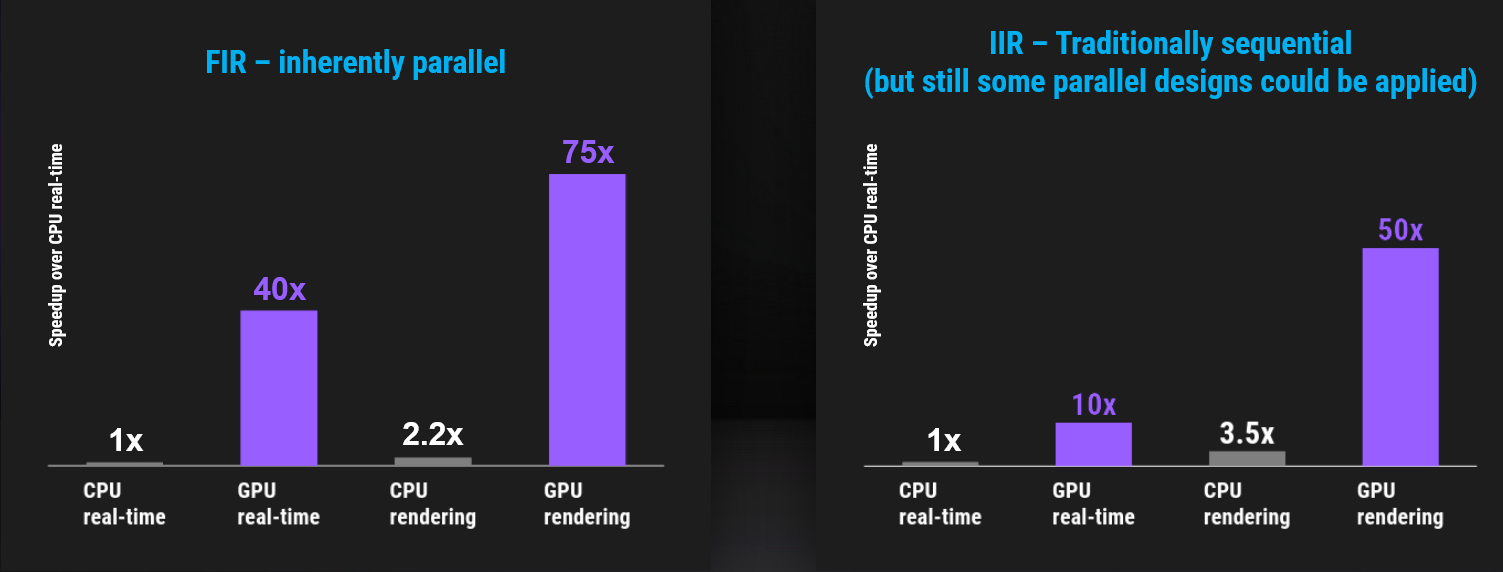 FIR – inherently parallel
Speedup over CPU real-time
75x
40x
2.2x
1x
CPU
real-time
GPU
real-time
CPU
rendering
GPU
rendering
IIR – Traditionally sequential
(but still some parallel designs could be applied)
Speedup over CPU real-time
50x
10x
3.5x
1x
CPU
real-time
GPU
real-time
CPU
rendering
GPU
rendering